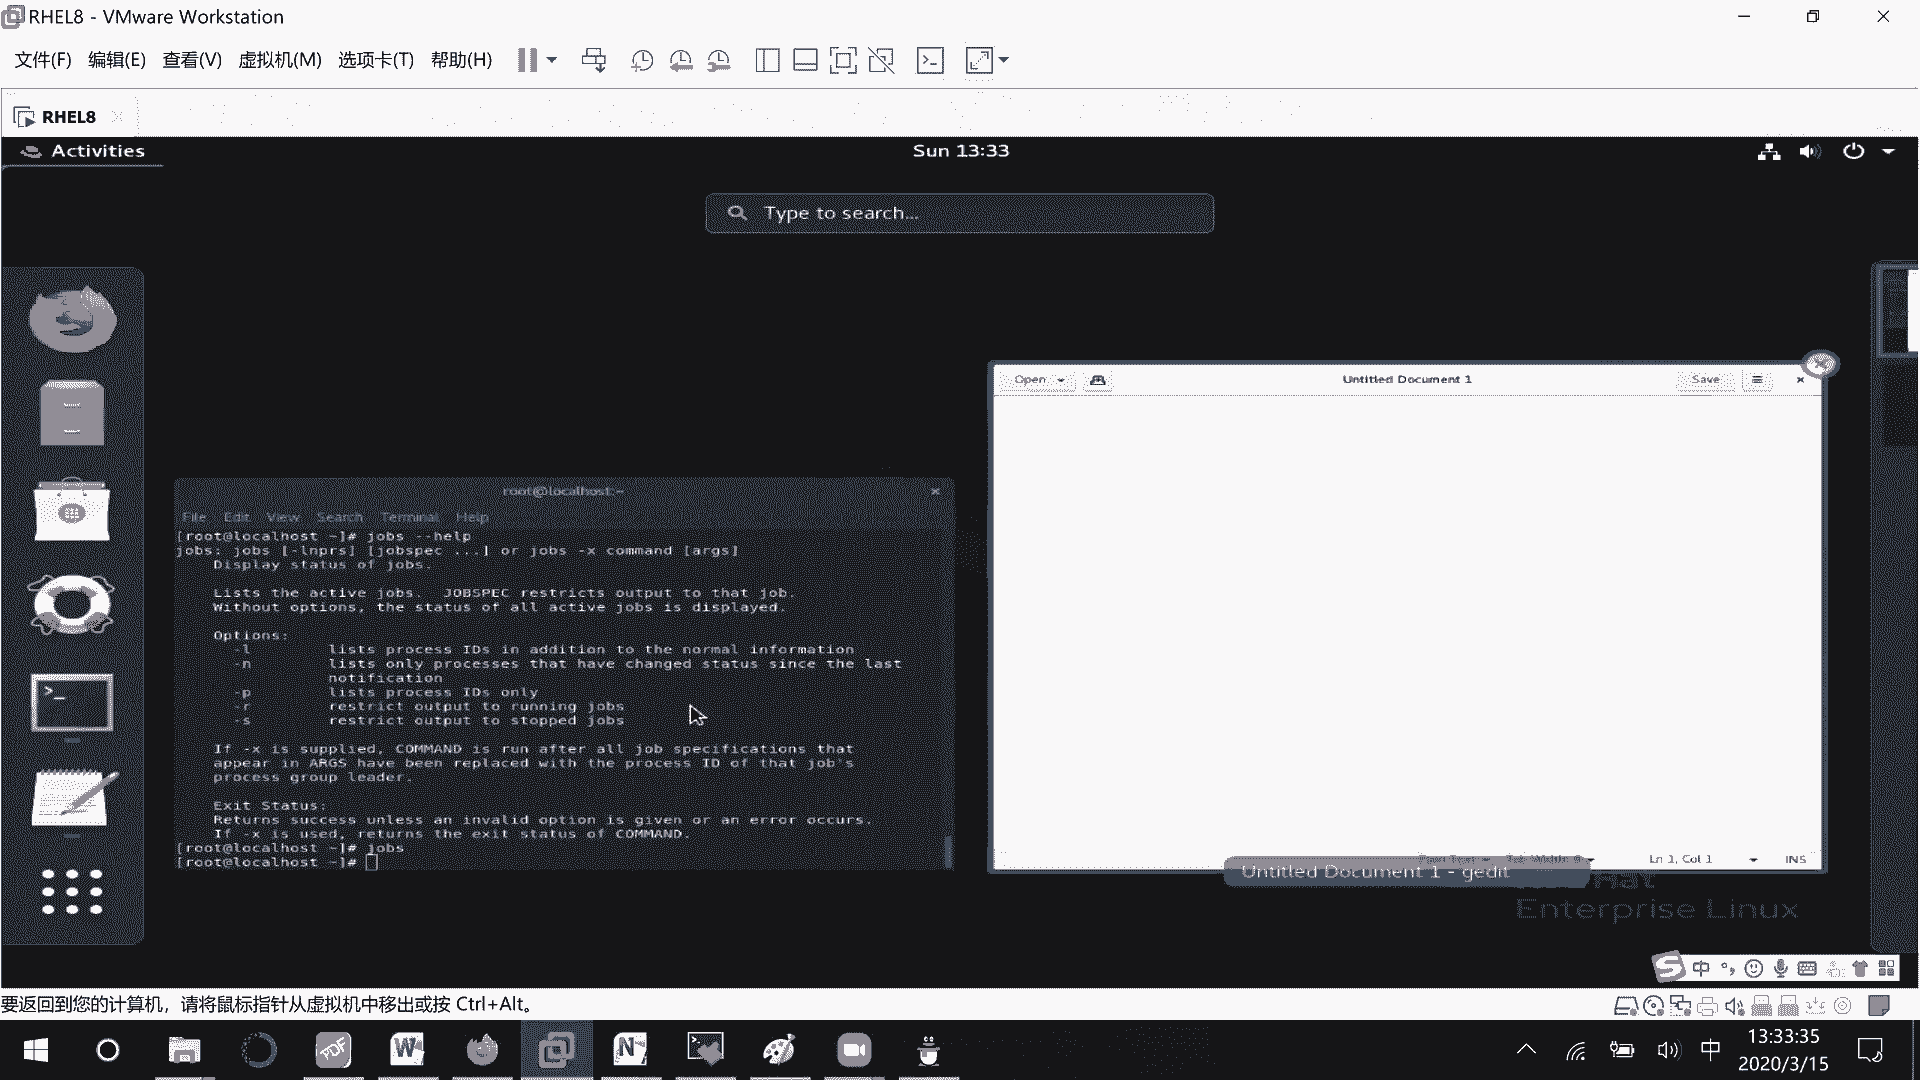 RHEL8 - VMware Workstation
文件(F) 编辑(E) 查看(V) 虚拟机(M) 选项卡(T) 帮助(H)
RHEL8
Activities
Sun 13:33
Type to search...
root@localhost:~
File Edit View Search Terminal Help
[root@localhost ~]# jobs --help
jobs: jobs [-lnprs] [jobspec ...] or jobs -x command [args]
Display status of jobs.
Lists the active jobs. JOBSPEC restricts output to that job.
Without options, the status of all active jobs is displayed.
Options:
-l lists process IDs in addition to the normal information
-n lists only processes that have changed status since the last
notification
-p lists process IDs only
-r restrict output to running jobs
-s restrict output to stopped jobs
If -x is supplied, COMMAND is run after all job specifications that
appear in ARGS have been replaced with the process ID of that job's
process group leader.
Exit Status:
Returns success unless an invalid option is given or an error occurs.
If -x is used, returns the exit status of COMMAND.
[root@localhost ~]# jobs
[root@localhost ~]#
Open
Untitled Document 1
Save
Ln 1, Col 1
INS
Untitled Document 1 - gedit
Hat
Enterprise Linux
中
要返回到您的计算机，请将鼠标指针从虚拟机中移出或按 Ctrl+Alt。
PDF
W
N
中
13:33:35
2020/3/15